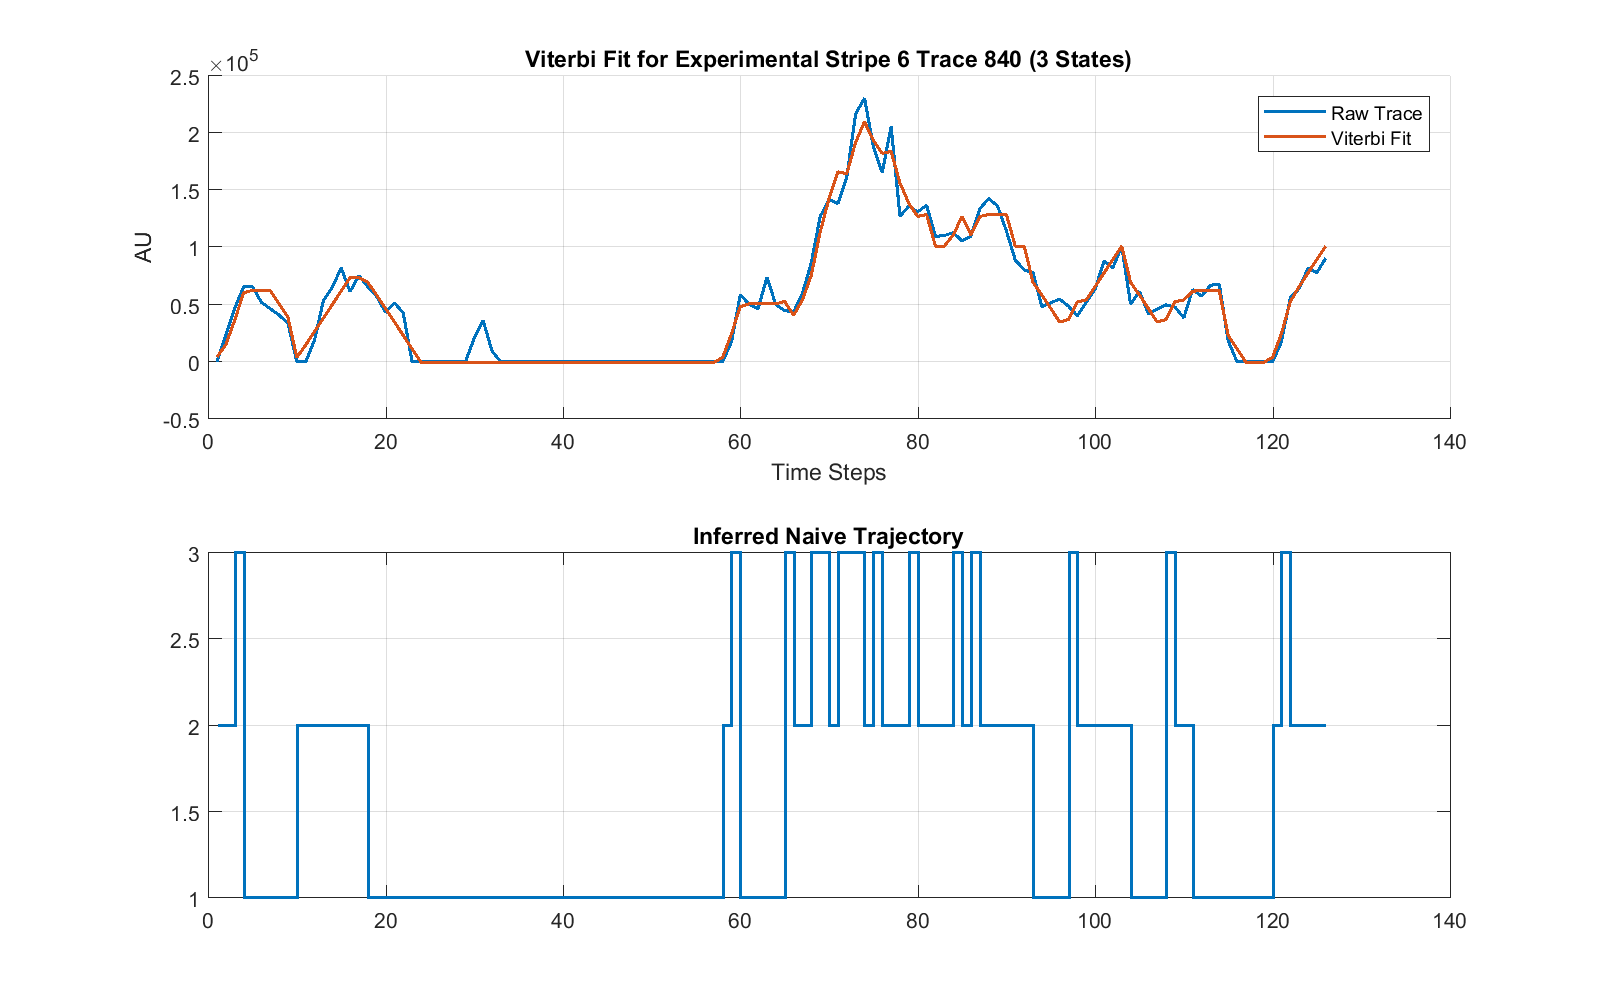 Viterbi Fit for Experimental Stripe 6 Trace 840 (3 States)
×10^5
2.5
2
1.5
1
0.5
0
-0.5
AU
Raw Trace
Viterbi Fit
0 20 40 60 80 100 120 140
Time Steps
Inferred Naive Trajectory
3
2.5
2
1.5
1
0 20 40 60 80 100 120 140